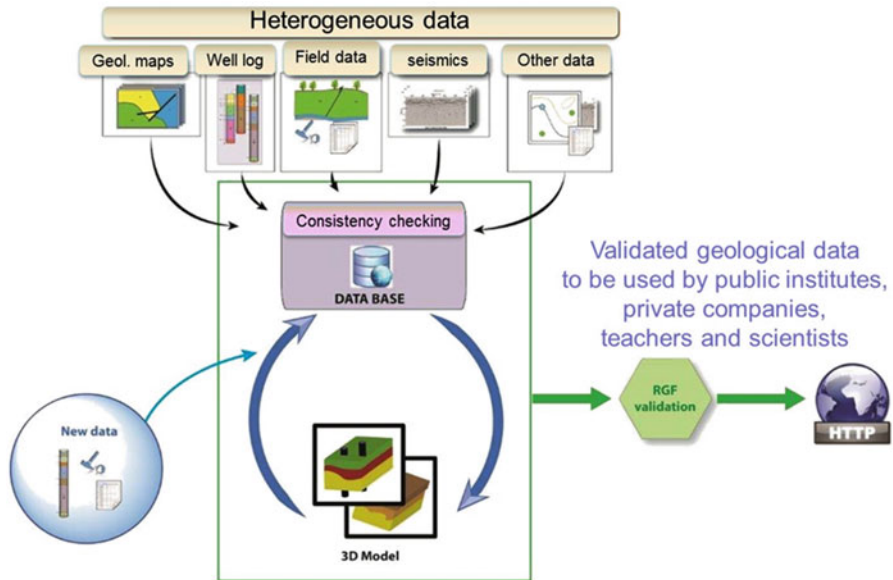 Heterogeneous data
Geol. maps
Well log
Field data
seismics
Other data
Consistency checking
DATA BASE
Validated geological data
to be used by public institutes,
private companies,
teachers and scientists
RGF
validation
HTTP
New data
3D Model